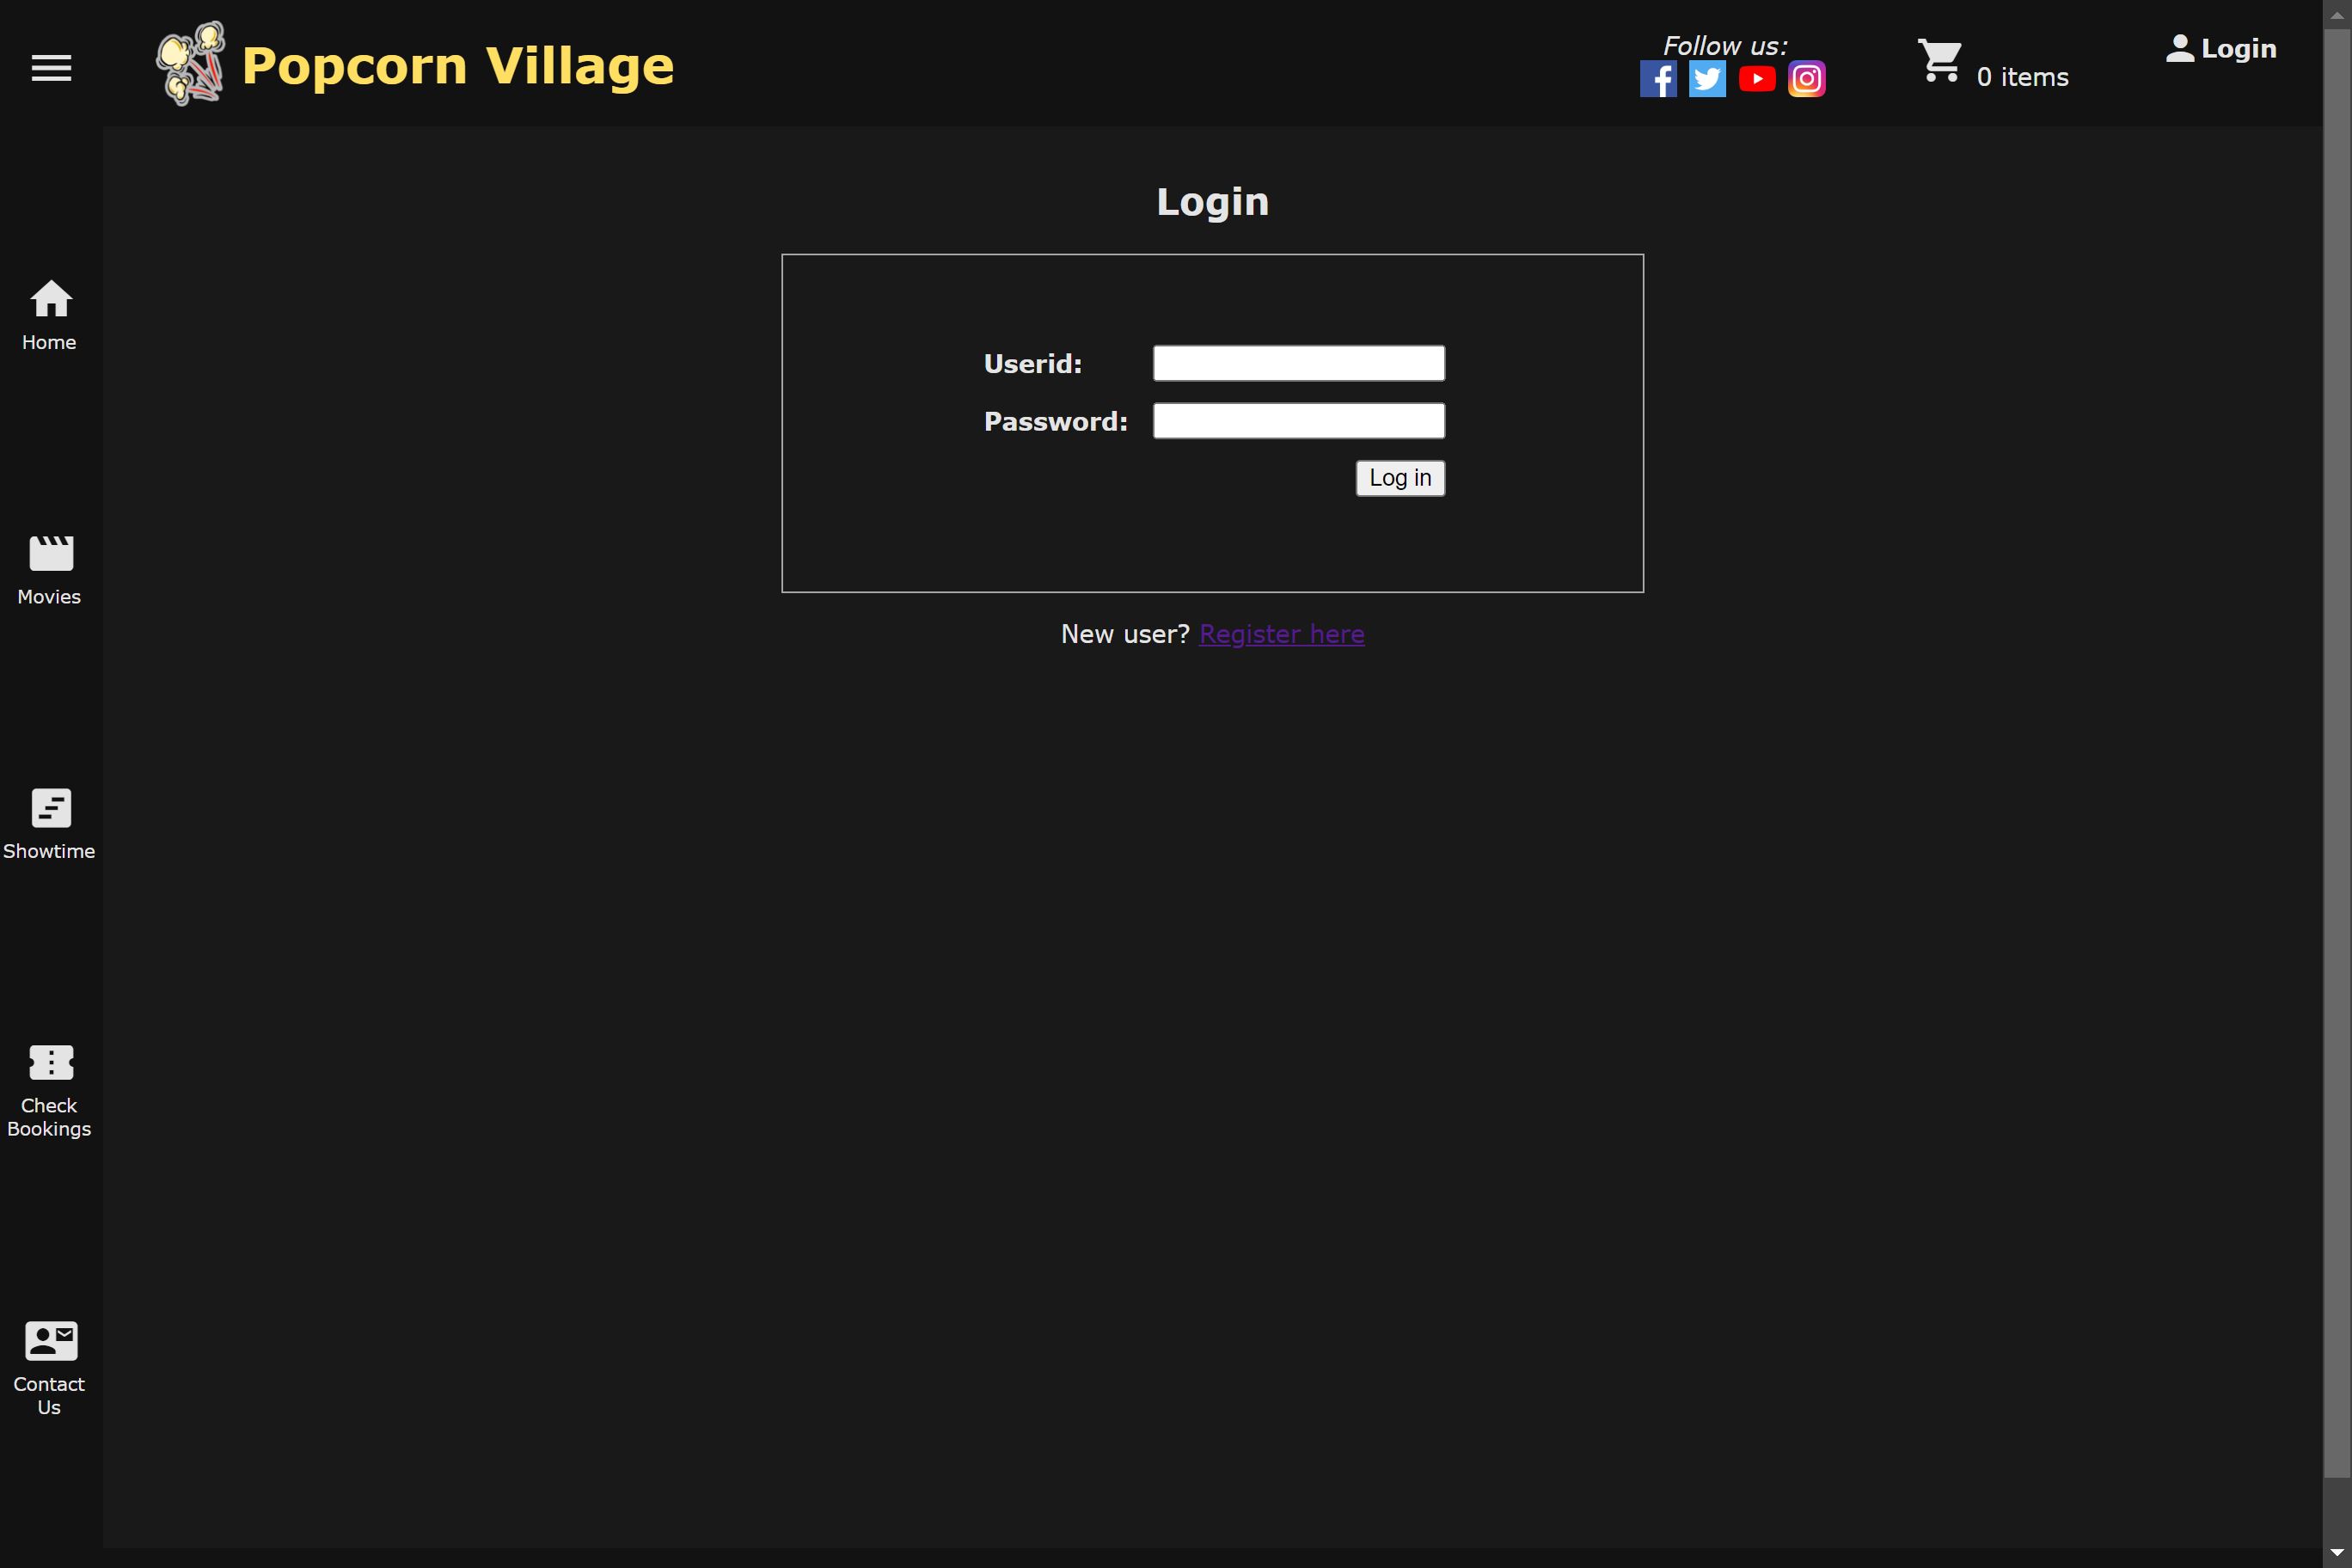 Popcorn Village
Follow us:
0 items
Login
Login
Home
Userid:
Password:
Log in
Movies
New user? Register here
Showtime
Check
Bookings
Contact
Us